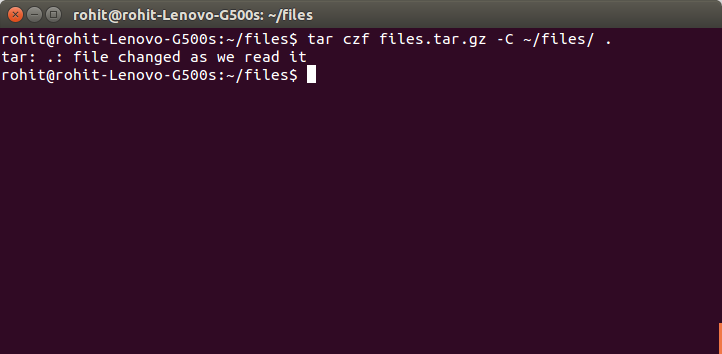 rohit@rohit-Lenovo-G500s: ~/files
rohit@rohit-Lenovo-G500s:~/files$ tar czf files.tar.gz -C ~/files/ .
tar: .: file changed as we read it
rohit@rohit-Lenovo-G500s:~/files$